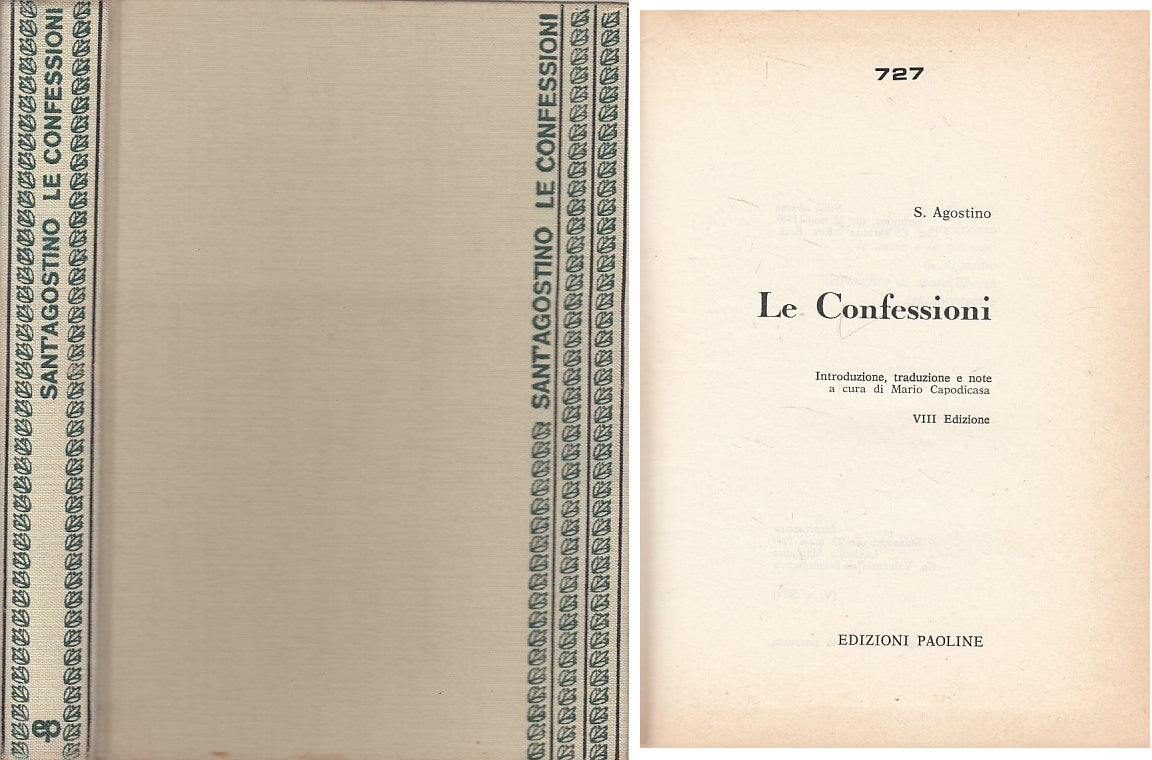 SANT'AGOSTINO LE CONFESSIONI
SANT'AGOSTINO LE CONFESSIONI
727
S. Agostino
Le Confessioni
Introduzione, traduzione e note
a cura di Mario Capodicasa
VIII Edizione
EDIZIONI PAOLINE